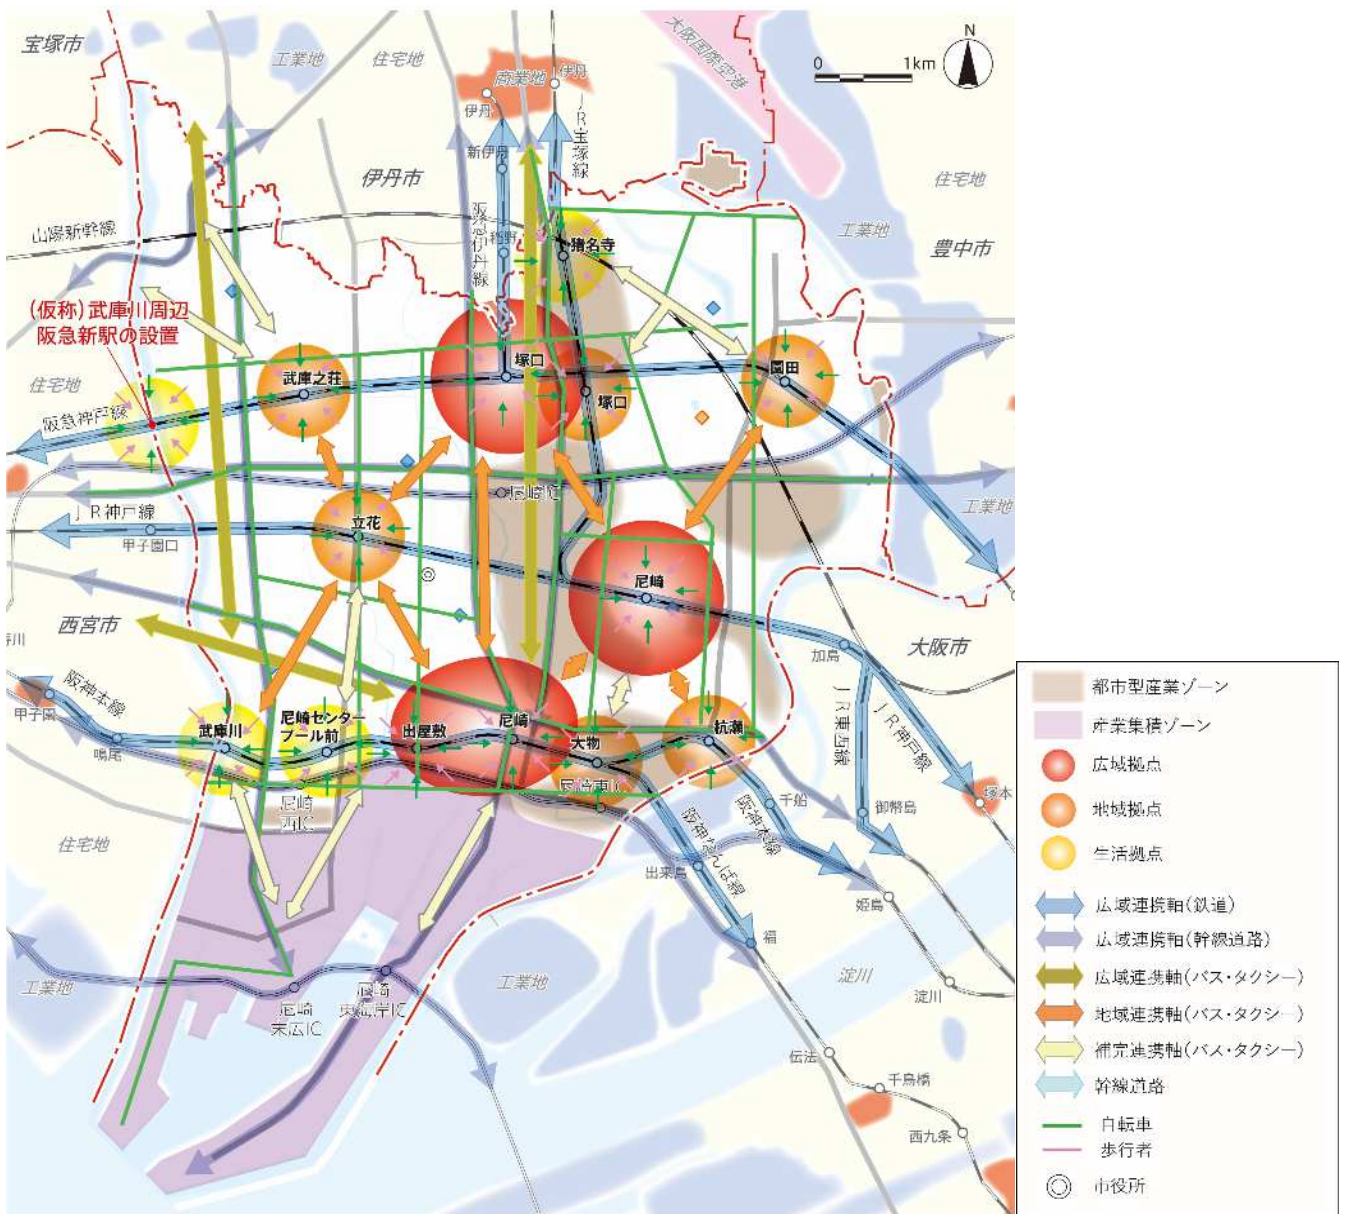 宝塚市
工業地
住宅地
商業地
伊丹
伊丹
大阪国際空港
0 1km
N
JR宝塚線
新伊丹
伊丹市
住宅地
阪急伊丹線
稲野
猪名寺
工業地
豊中市
山陽新幹線
(仮称)武庫川周辺
阪急新駅の設置
住宅地
武庫之荘
塚口
塚口
園田
阪急神戸線
尼崎IC
工業地
JR神戸線
甲子園口
立花
尼崎
西宮市
加島
大阪市
JR東西線
JR神戸線
阪神本線
甲子園
鳴尾
武庫川
尼崎センター
プール前
出屋敷
尼崎
大物
杭瀬
尼崎
西IC
尼崎東IC
千船
御幣島
塚本
住宅地
阪神なんば線
阪神本線
出来島
姫島
福
工業地
尼崎
末広IC
尼崎
東海岸IC
工業地
淀川
淀川
伝法
千鳥橋
西九条
都市型産業ゾーン
産業集積ゾーン
広域拠点
地域拠点
生活拠点
広域連携軸(鉄道)
広域連携軸(幹線道路)
広域連携軸(バス・タクシー)
地域連携軸(バス・タクシー)
補完連携軸(バス・タクシー)
幹線道路
自転車
歩行者
市役所